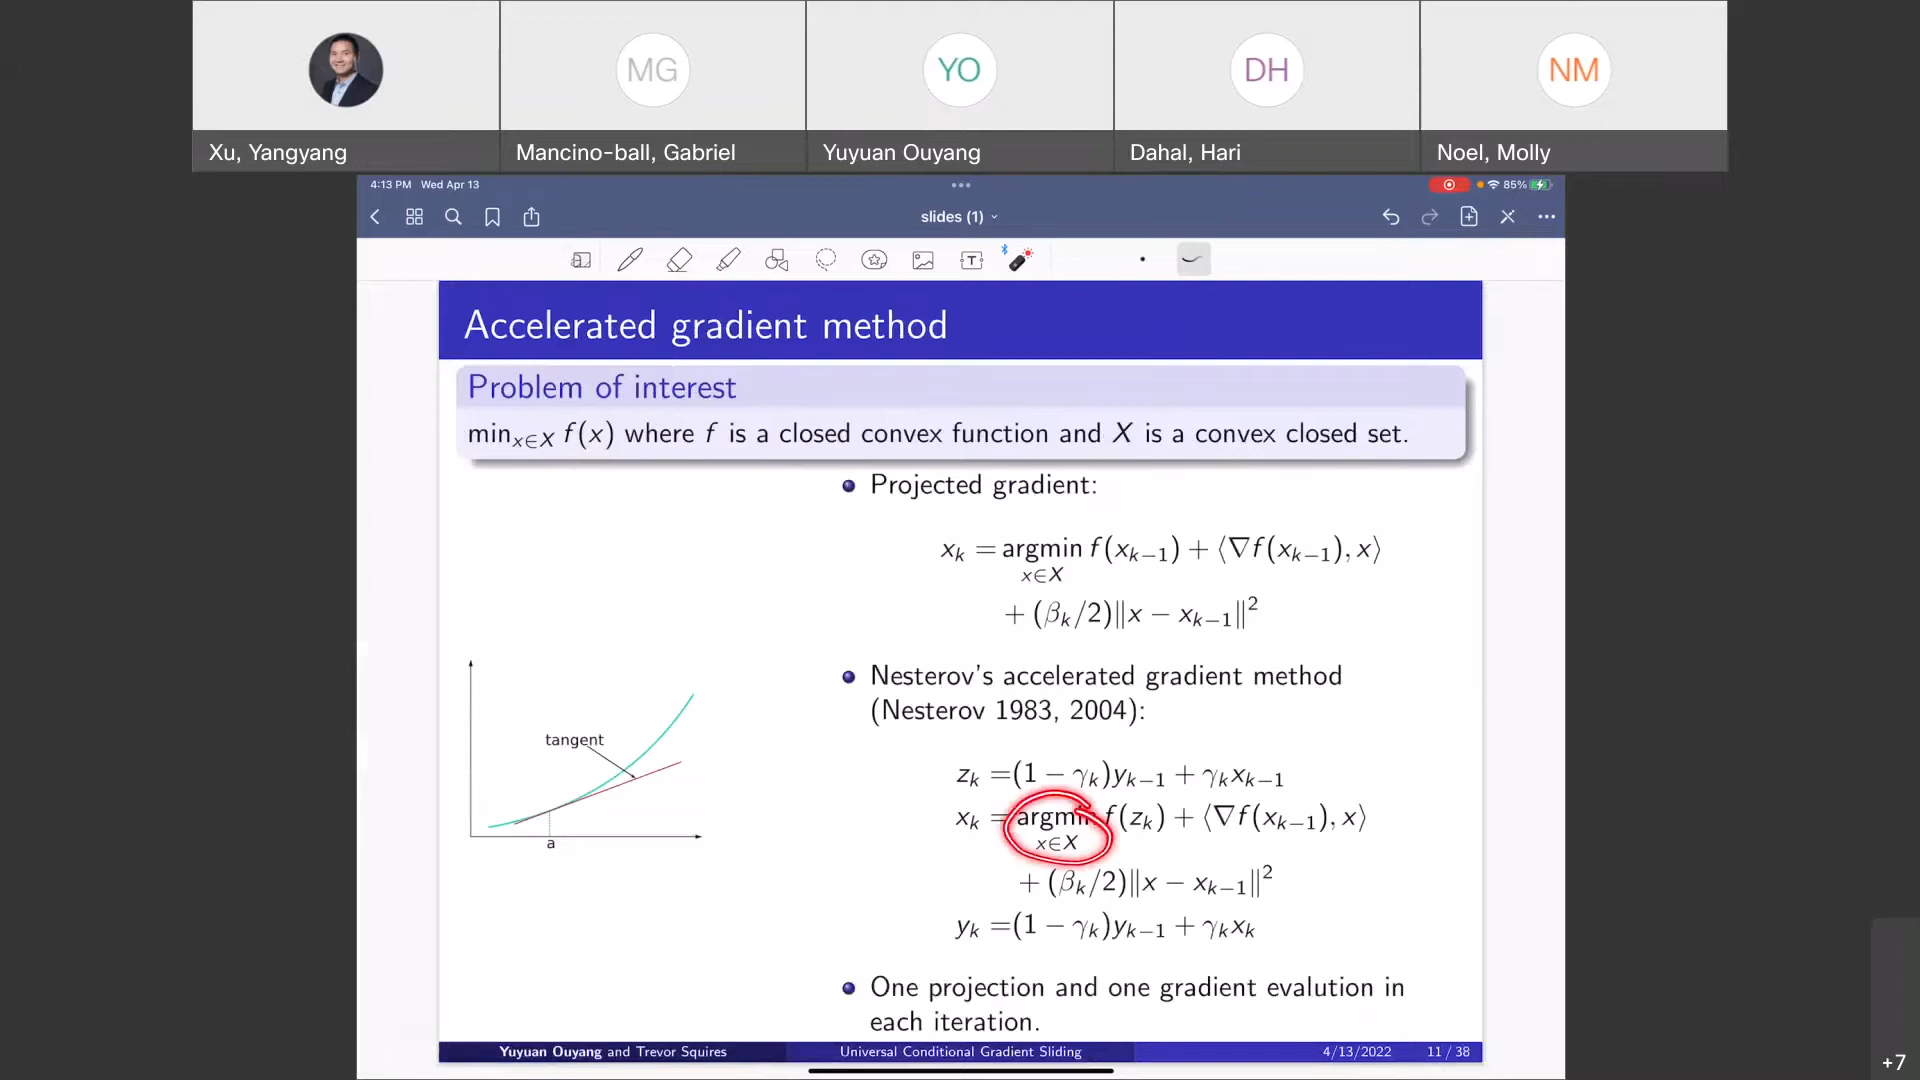 MG
YO
DH
NM
Xu, Yangyang
Mancino-ball, Gabriel
Yuyuan Ouyang
Dahal, Hari
Noel, Molly
4:13 PM Wed Apr 13
85%
slides (1)
T
Accelerated gradient method
Problem of interest
min_{x∈X} f(x) where f is a closed convex function and X is a convex closed set.
Projected gradient:
x_k = argmin f(x_{k−1}) + ⟨∇f(x_{k−1}), x⟩
x∈X
+ (β_k/2)‖x − x_{k−1}‖²
Nesterov's accelerated gradient method
(Nesterov 1983, 2004):
z_k =(1 − γ_k)y_{k−1} + γ_k x_{k−1}
x_k = argmin f(z_k) + ⟨∇f(x_{k−1}), x⟩
x∈X
+ (β_k/2)‖x − x_{k−1}‖²
y_k =(1 − γ_k)y_{k−1} + γ_k x_k
One projection and one gradient evalution in
each iteration.
tangent
a
Yuyuan Ouyang and Trevor Squires
Universal Conditional Gradient Sliding
4/13/2022
11 / 38
+7